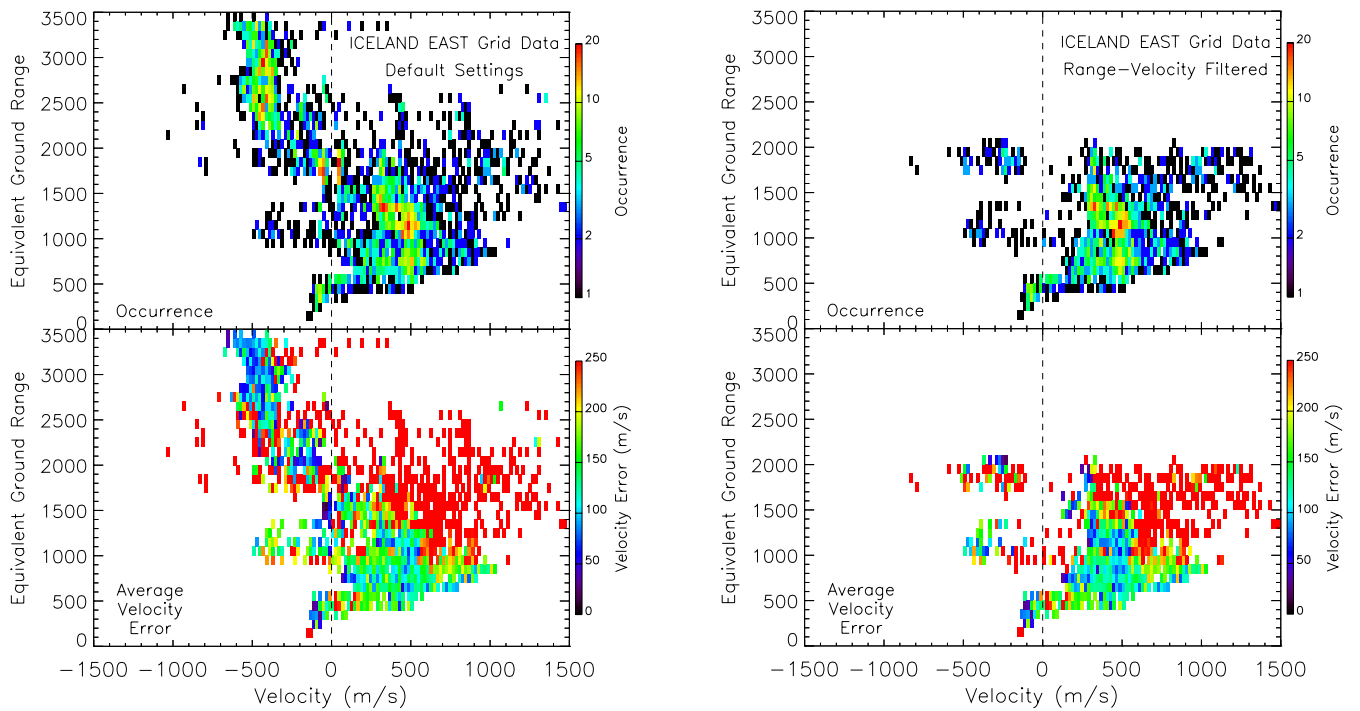 3500
3000
2500
2000
1500
1000
500
0
Equivalent Ground Range
ICELAND EAST Grid Data
Default Settings
Occurrence
20
10
5
2
1
Occurrence
3500
3000
2500
2000
1500
1000
500
0
Equivalent Ground Range
Average
Velocity
Error
250
200
150
100
50
0
Velocity Error (m/s)
−1500 −1000 −500 0 500 1000 1500
Velocity (m/s)
3500
3000
2500
2000
1500
1000
500
0
Equivalent Ground Range
ICELAND EAST Grid Data
Range−Velocity Filtered
Occurrence
20
10
5
2
1
Occurrence
3500
3000
2500
2000
1500
1000
500
0
Equivalent Ground Range
Average
Velocity
Error
250
200
150
100
50
0
Velocity Error (m/s)
−1500 −1000 −500 0 500 1000 1500
Velocity (m/s)